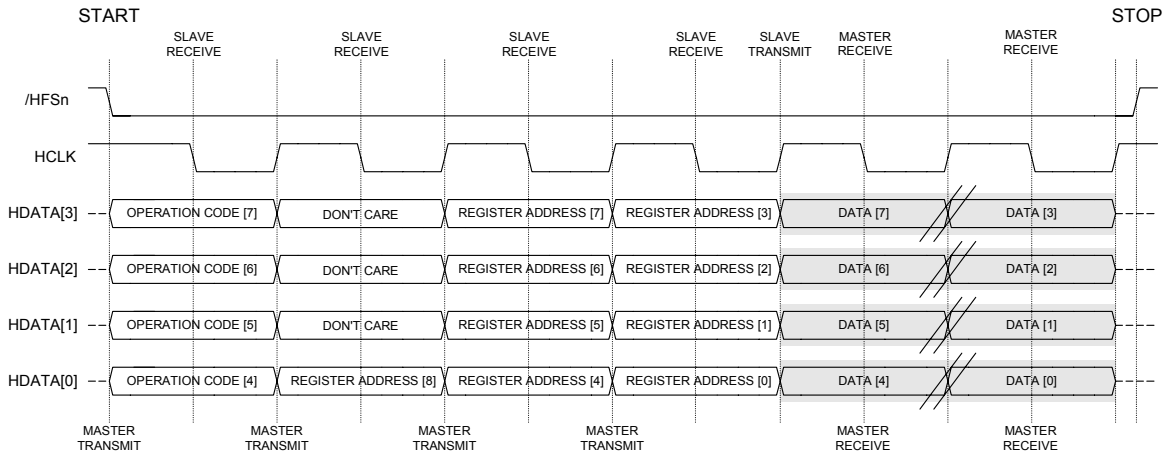 START STOP
SLAVE SLAVE SLAVE SLAVE SLAVE MASTER MASTER
RECEIVE RECEIVE RECEIVE RECEIVE TRANSMIT RECEIVE RECEIVE
/HFSn
HCLK
HDATA[3] OPERATION CODE [7] DON'T CARE REGISTER ADDRESS [7] REGISTER ADDRESS [3] DATA [7] DATA [3]
HDATA[2] OPERATION CODE [6] DON'T CARE REGISTER ADDRESS [6] REGISTER ADDRESS [2] DATA [6] DATA [2]
HDATA[1] OPERATION CODE [5] DON'T CARE REGISTER ADDRESS [5] REGISTER ADDRESS [1] DATA [5] DATA [1]
HDATA[0] OPERATION CODE [4] REGISTER ADDRESS [8] REGISTER ADDRESS [4] REGISTER ADDRESS [0] DATA [4] DATA [0]
MASTER MASTER MASTER MASTER MASTER MASTER
TRANSMIT TRANSMIT TRANSMIT TRANSMIT RECEIVE RECEIVE